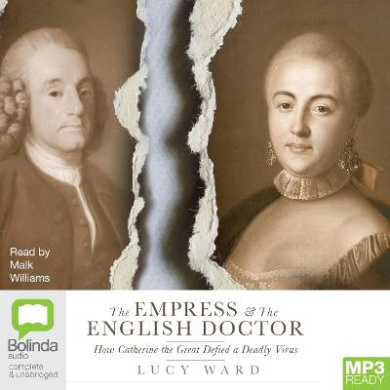 Read by
Malk
Williams
The EMPRESS & The
ENGLISH DOCTOR
How Catherine the Great Defied a Deadly Virus
LUCY WARD
Bolinda
audio
complete
& unabridged
MP3
READY